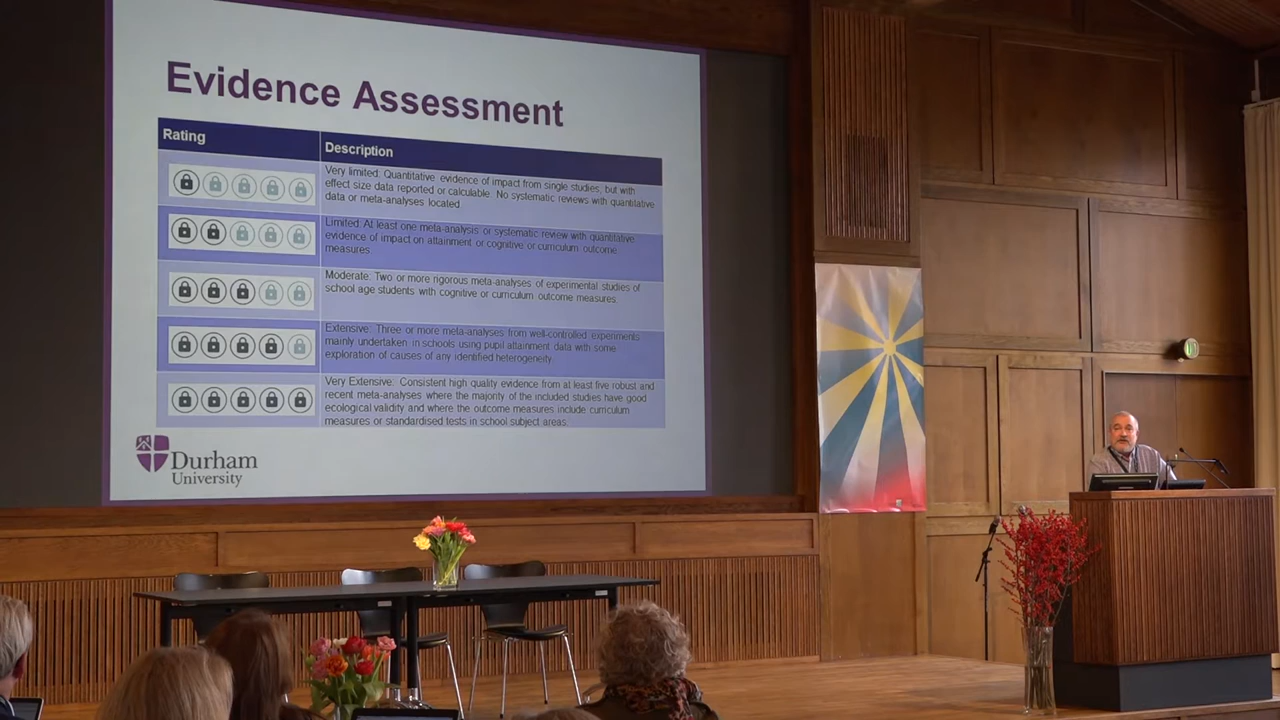 Evidence Assessment
Rating
Description
Very limited: Quantitative evidence of impact from single studies, but with
effect size data reported or calculable. No systematic reviews with quantitative
data or meta-analyses located.
Limited: At least one meta-analysis or systematic review with quantitative
evidence of impact on attainment or cognitive or curriculum outcome
measures.
Moderate: Two or more rigorous meta-analyses of experimental studies of
school age students with cognitive or curriculum outcome measures.
Extensive: Three or more meta-analyses from well-controlled experiments
mainly undertaken in schools using pupil attainment data with some
exploration of causes of any identified heterogeneity.
Very Extensive: Consistent high quality evidence from at least five robust and
recent meta-analyses where the majority of the included studies have good
ecological validity and where the outcome measures include curriculum
measures or standardised tests in school subject areas.
Durham
University